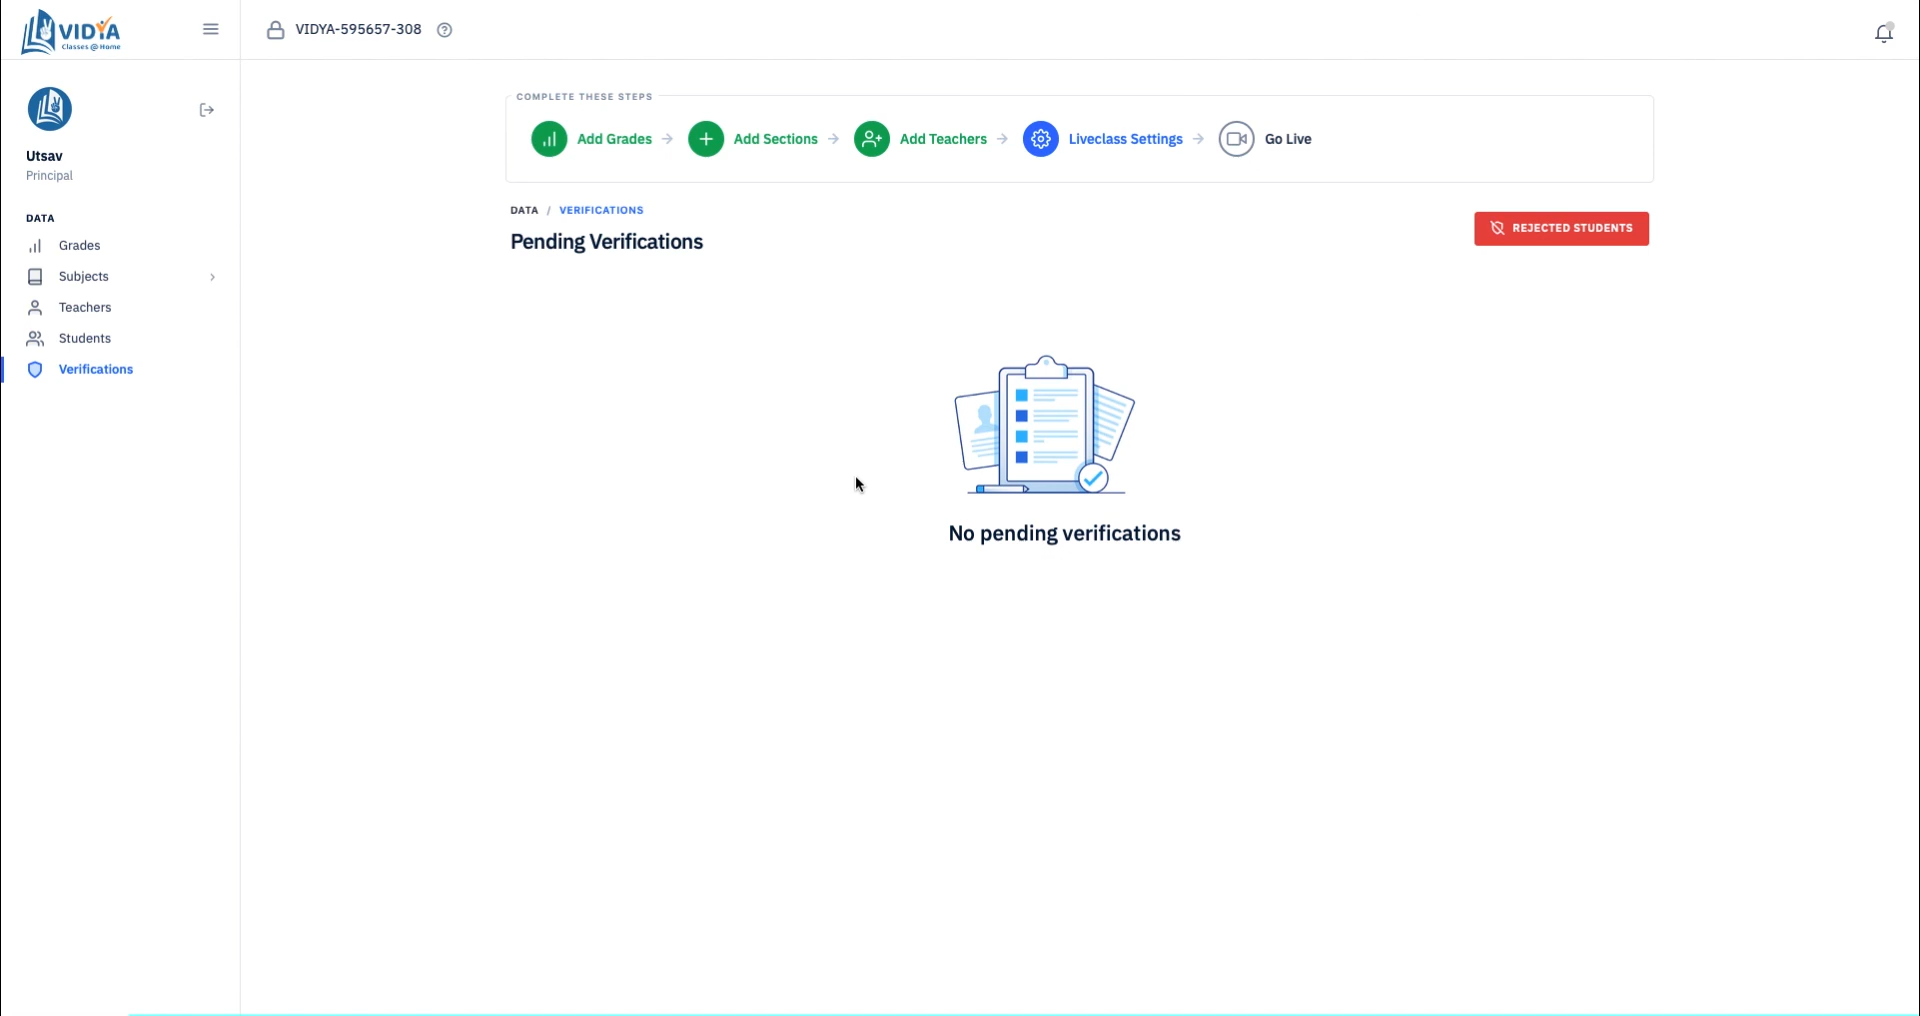 VIDYA
Classes @ Home
VIDYA-595657-308
Utsav
Principal
DATA
Grades
Subjects
Teachers
Students
Verifications
COMPLETE THESE STEPS
Add Grades
Add Sections
Add Teachers
Liveclass Settings
Go Live
DATA / VERIFICATIONS
Pending Verifications
REJECTED STUDENTS
No pending verifications